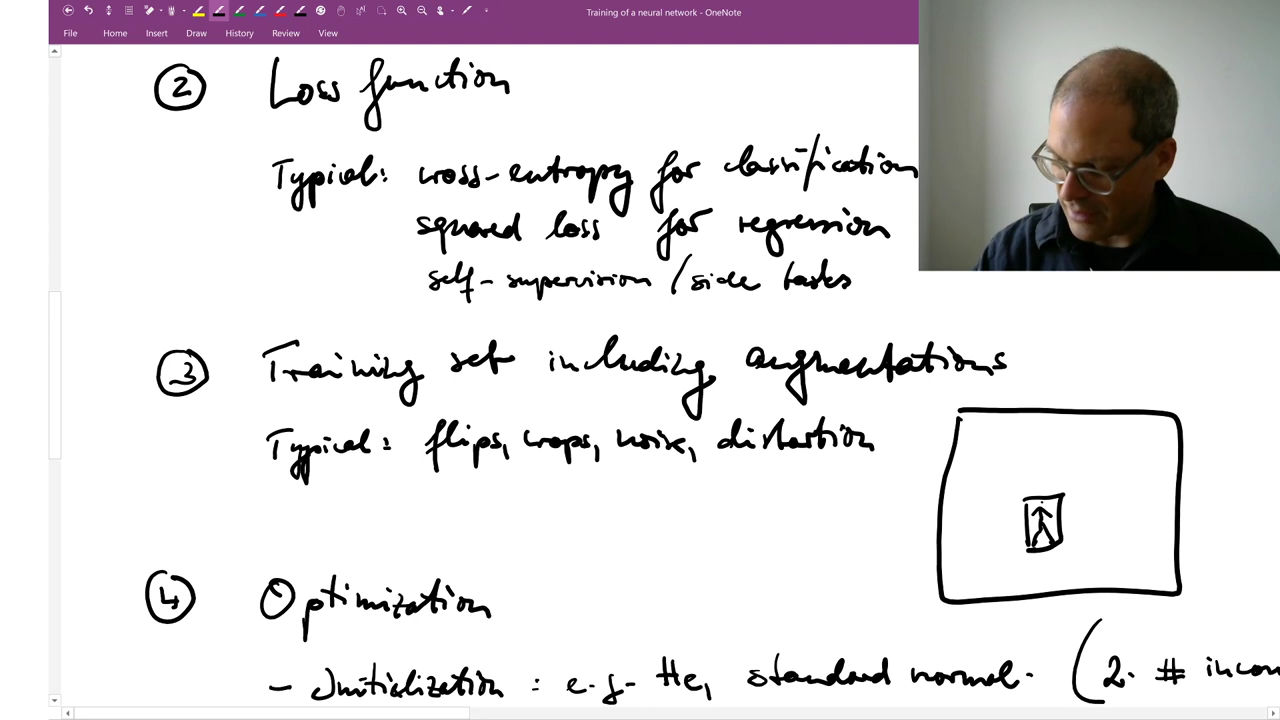 Training of a neural network - OneNote
File Home Insert Draw History Review View
2 Loss function
Typical: cross-entropy for classification
squared loss for regression
self-supervision / side tasks
3 Training set including augmentations
Typical: flips, crops, noise, distortion
4 Optimization
- Initialization: e.g. He, standard normal. (2. # incom